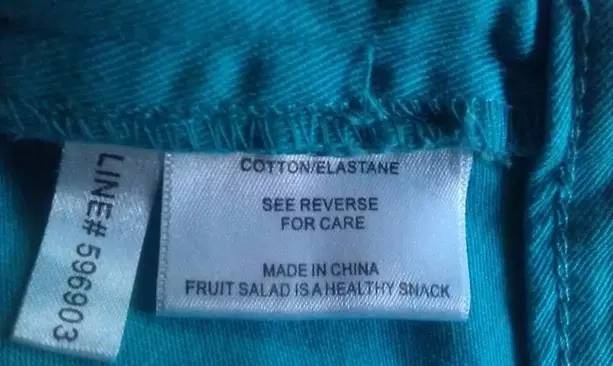 COTTON/ELASTANE
SEE REVERSE
FOR CARE
MADE IN CHINA
FRUIT SALAD IS A HEALTHY SNACK
LINE# 596903